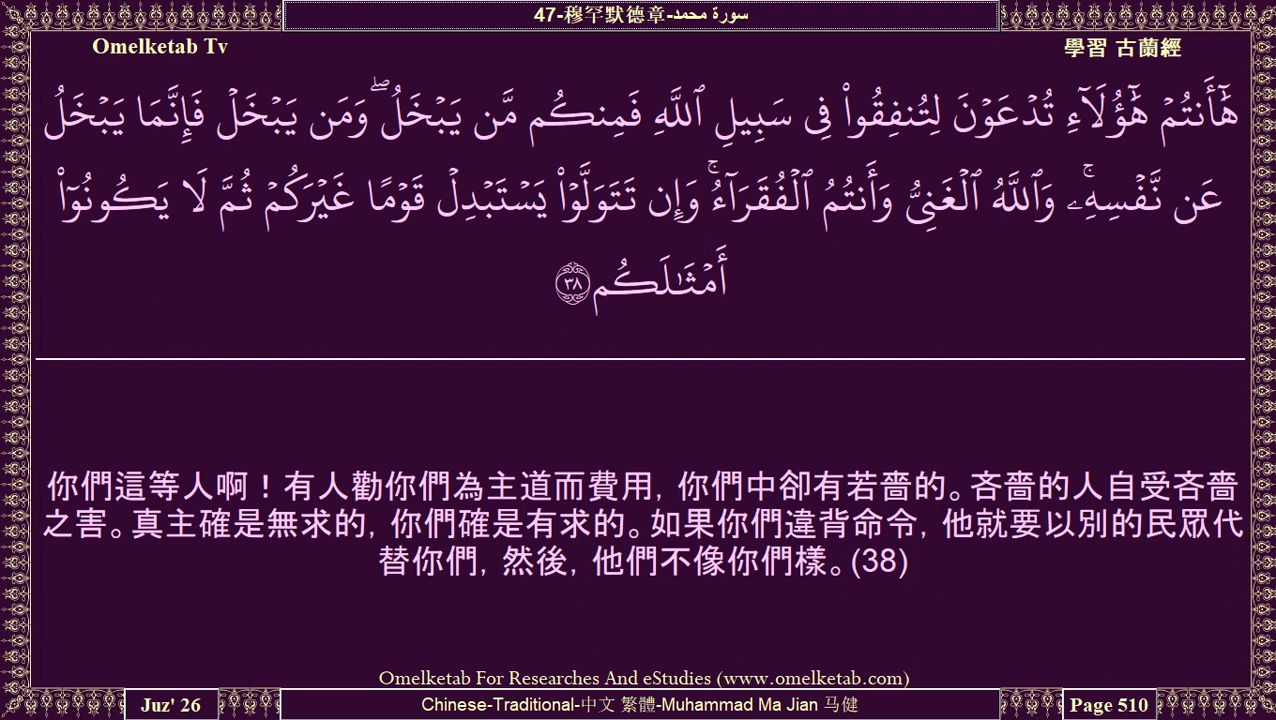 47-穆罕默德章-سورة محمد
Omelketab Tv
學習 古蘭經
هَٰٓأَنتُمْ هَٰٓؤُلَآءِ تُدْعَوْنَ لِتُنفِقُوا۟ فِى سَبِيلِ ٱللَّهِ فَمِنكُم مَّن يَبْخَلُ ۖ وَمَن يَبْخَلْ فَإِنَّمَا يَبْخَلُ
عَن نَّفْسِهِۦ ۚ وَٱللَّهُ ٱلْغَنِىُّ وَأَنتُمُ ٱلْفُقَرَآءُ ۚ وَإِن تَتَوَلَّوْا۟ يَسْتَبْدِلْ قَوْمًا غَيْرَكُمْ ثُمَّ لَا يَكُونُوٓا۟
أَمْثَٰلَكُم ٣٨
你們這等人啊！有人勸你們為主道而費用，你們中卻有若嗇的。吝嗇的人自受吝嗇
之害。真主確是無求的，你們確是有求的。如果你們違背命令，他就要以別的民眾代
替你們，然後，他們不像你們樣。(38)
Omelketab For Researches And eStudies (www.omelketab.com)
Juz' 26
Chinese-Traditional-中文 繁體-Muhammad Ma Jian 马健
Page 510